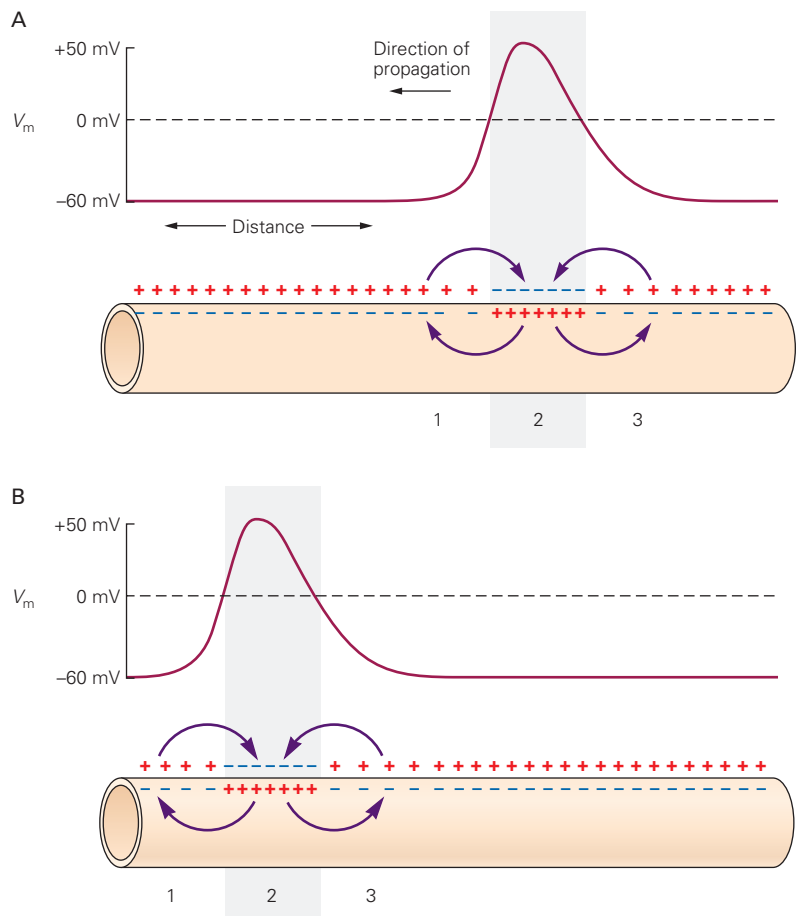 A
+50 mV
Direction of
propagation
Vm
0 mV
–60 mV
Distance
+ + + + + + + + + + + + + + + + + + + – – – – – – – + + + + + + + + +
– – – – – – – – – – – – – – – – – – – + + + + + + + – – – – – – – – –
1 2 3
B
+50 mV
Vm
0 mV
–60 mV
+ + + + – – – – – – – + + + + + + + + + + + + + + + + + + + + + +
– – – – + + + + + + + – – – – – – – – – – – – – – – – – – – – – –
1 2 3